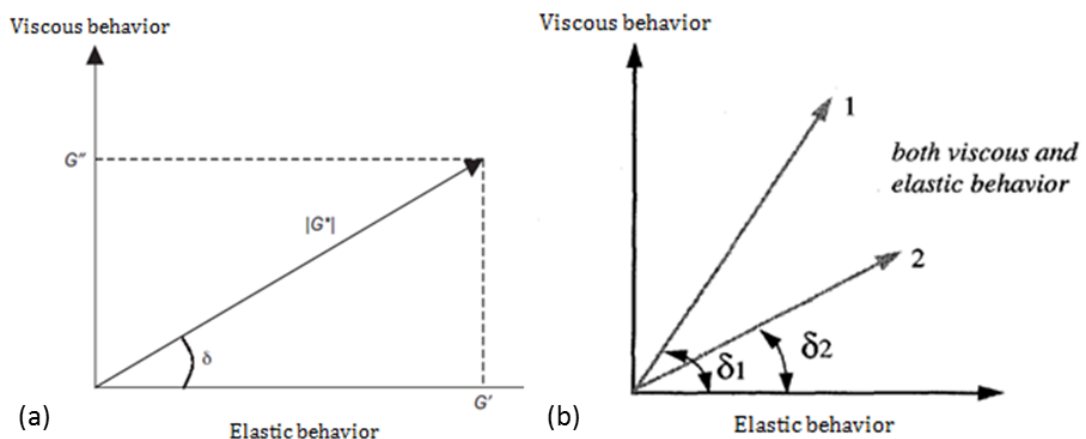 Viscous behavior
G"
|G*|
δ
G'
(a)
Elastic behavior
Viscous behavior
1
both viscous and
elastic behavior
2
δ1
δ2
(b)
Elastic behavior